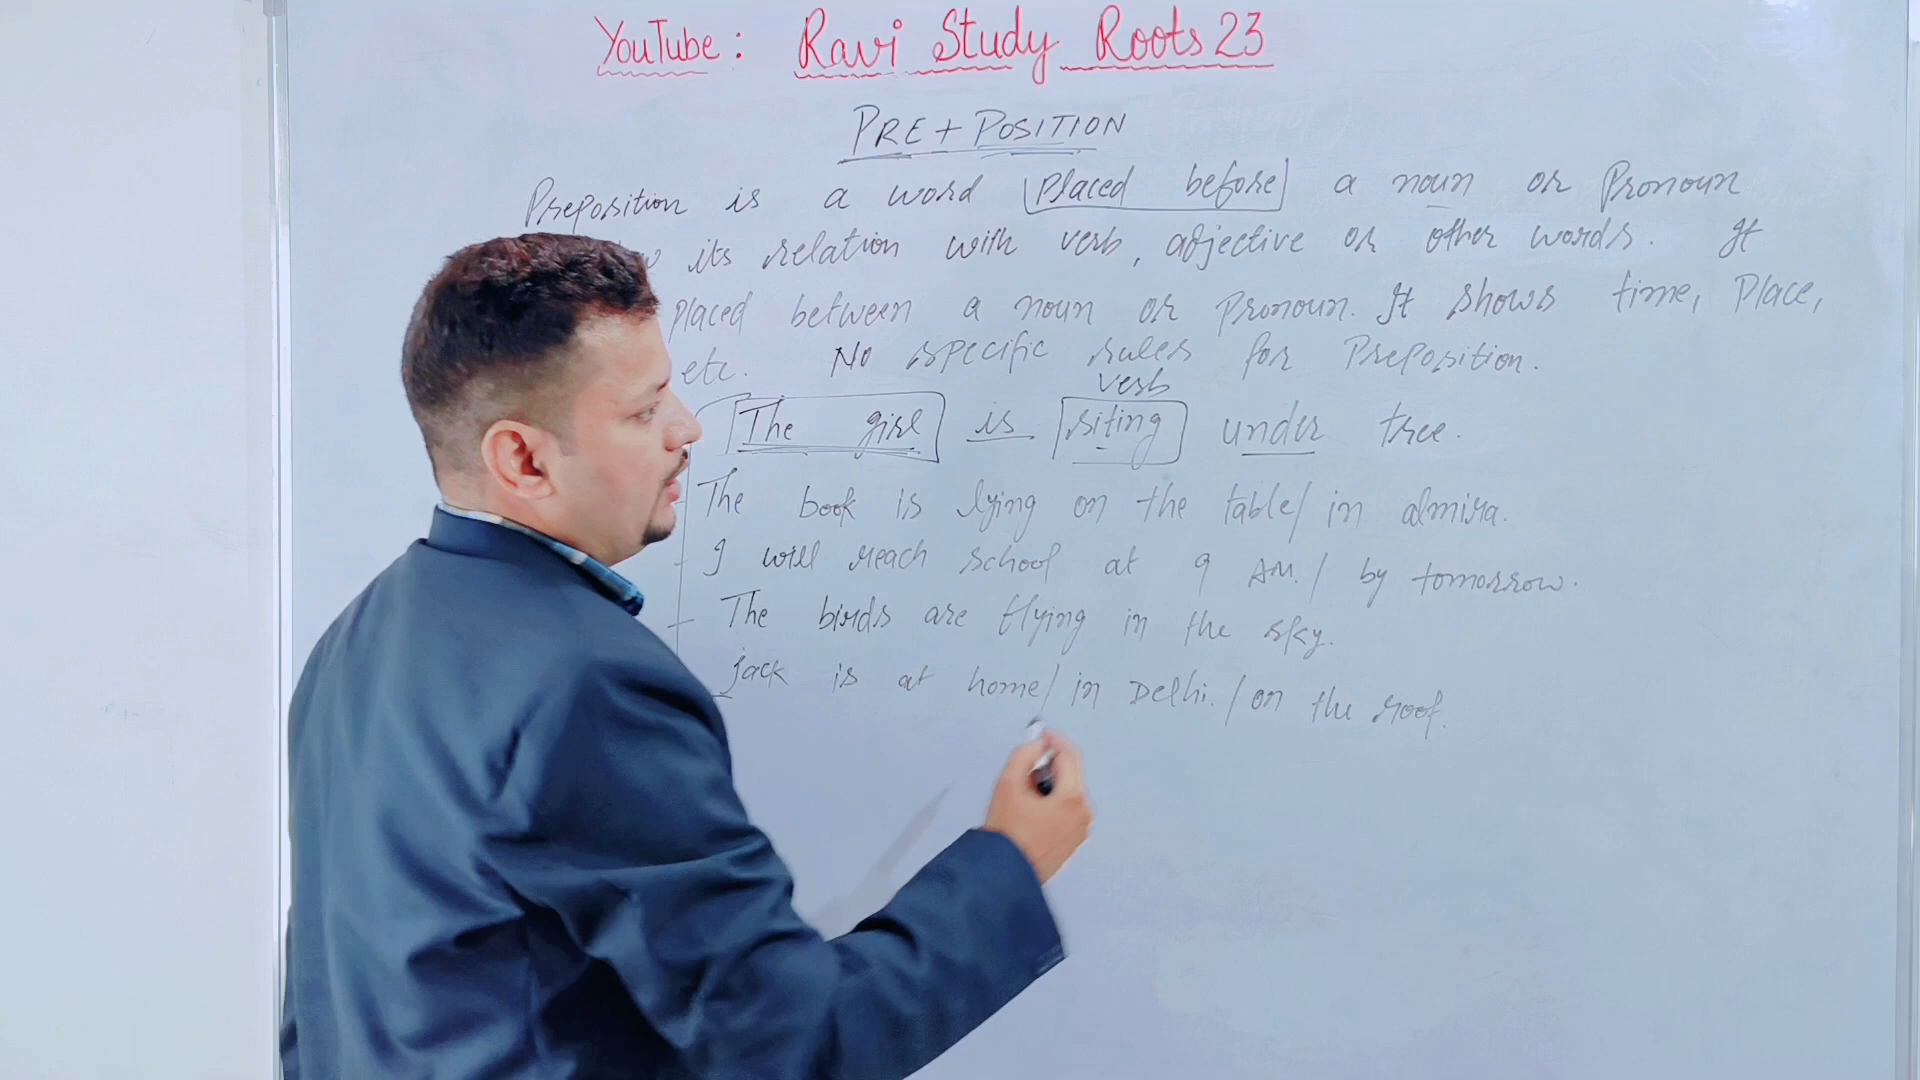 YouTube: Ravi Study Roots 23
PRE + POSITION
Preposition is a word placed before a noun or Pronoun
its relation with verb, adjective or other words. It
placed between a noun or Pronoun. It shows time, Place,
etc. No specific rules for Preposition.
verb
The girl is siting under tree.
The book is lying on the table/ in almira.
I will reach school at 9 AM./ by tomorrow.
The birds are flying in the sky.
jack is at home/ in Delhi./ on the roof.